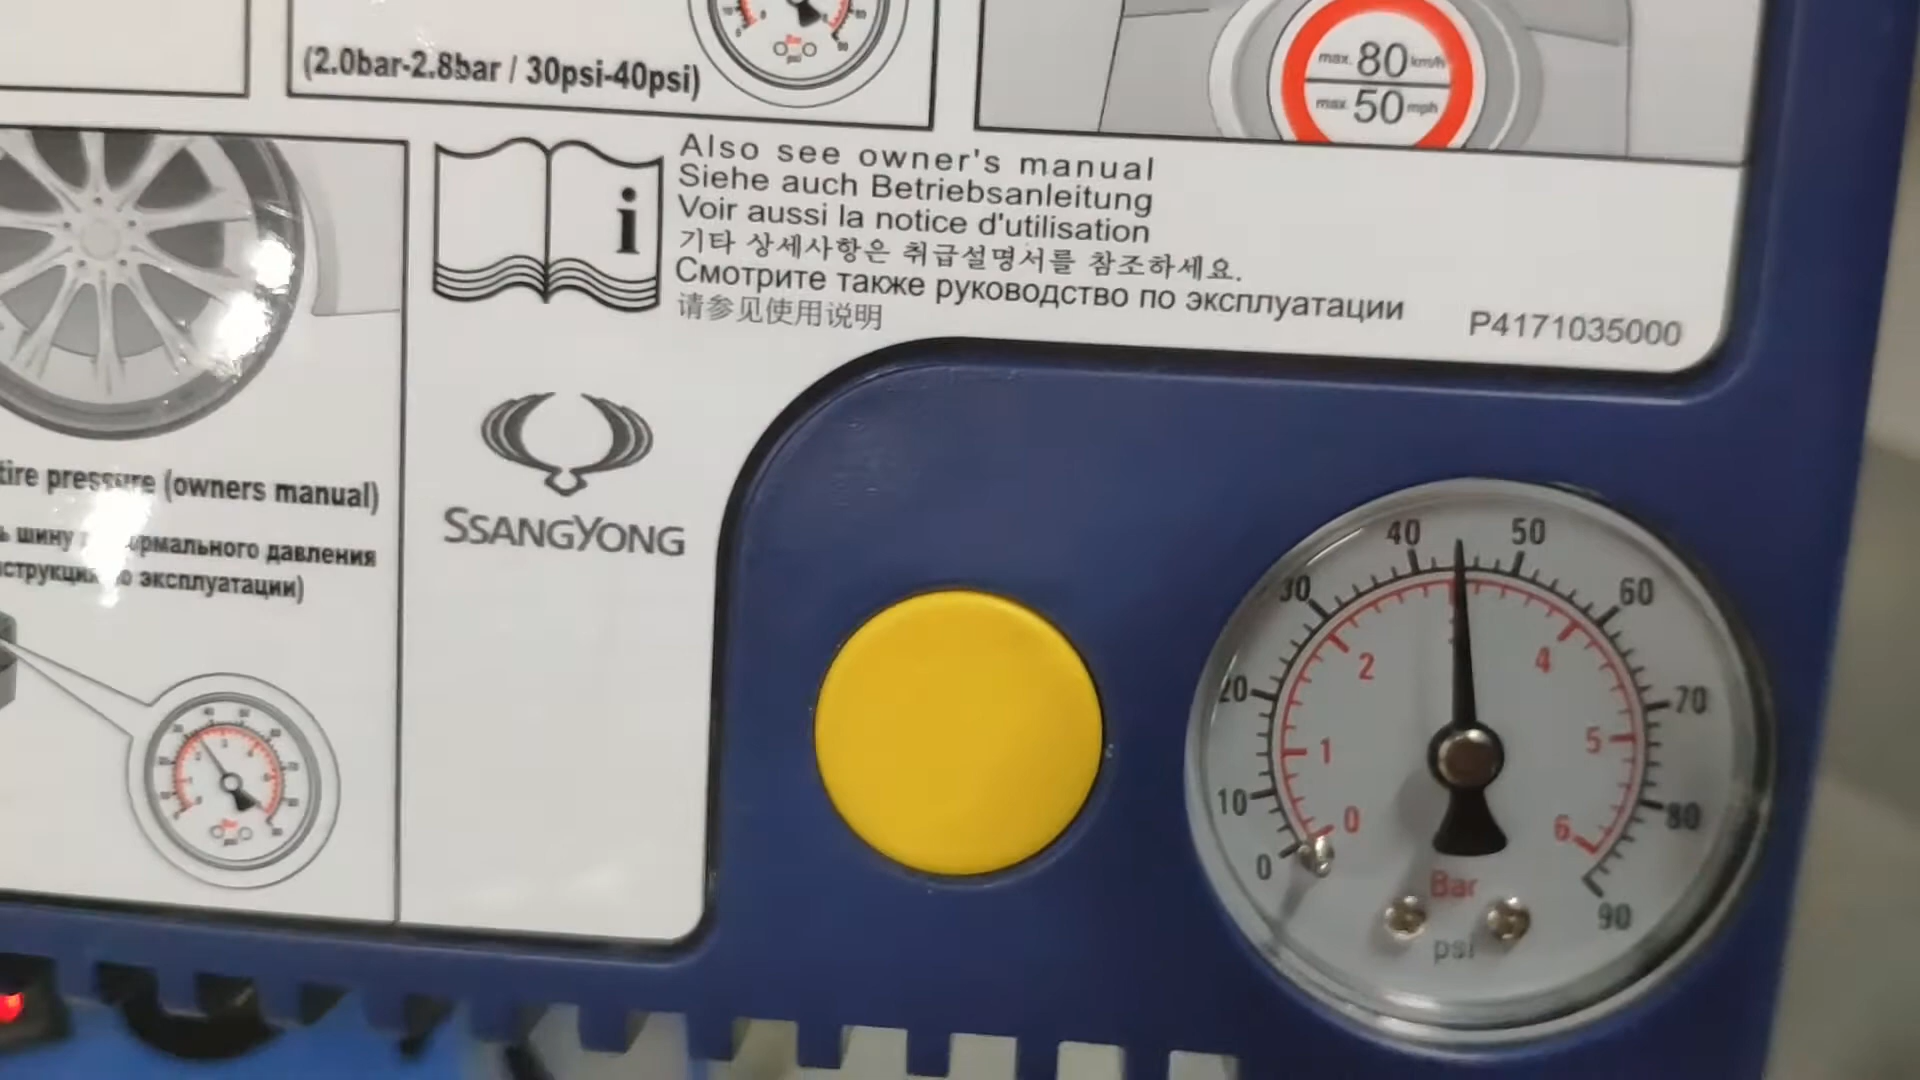 (2.0bar-2.8bar / 30psi-40psi)
max. 80 km/h
max. 50 mph
Also see owner's manual
Siehe auch Betriebsanleitung
Voir aussi la notice d'utilisation
기타 상세사항은 취급설명서를 참조하세요.
Смотрите также руководство по эксплуатации
请参见使用说明
P4171035000
i
SSANGYONG
tire pressure (owners manual)
шину
давления
эксплуатации)
0 10 20 30 40 50 60 70 80 90
0 1 2 4 5 6
Bar
psi